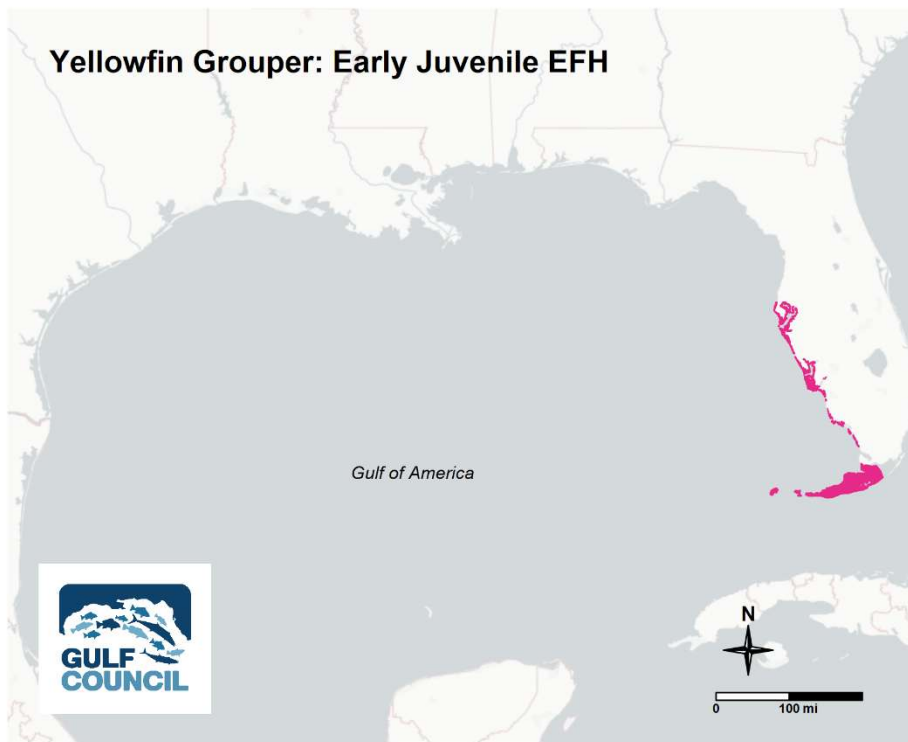 Yellowfin Grouper: Early Juvenile EFH
Gulf of America
GULF
COUNCIL
N
0 100 mi